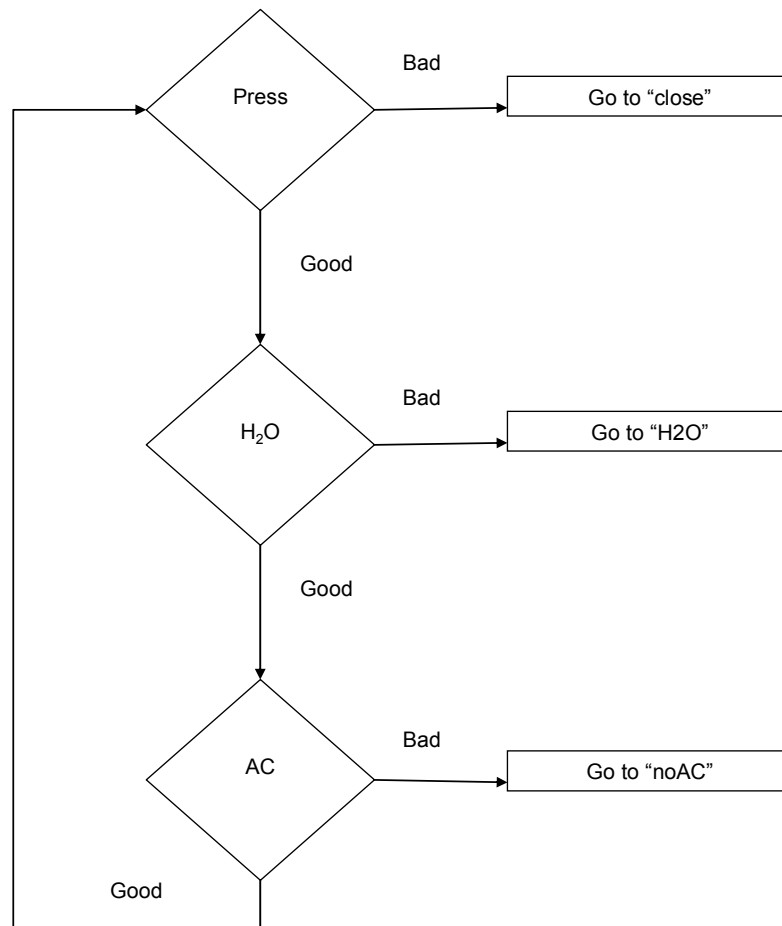 Press
Bad
Go to “close”
Good
H₂O
Bad
Go to “H2O”
Good
AC
Bad
Go to “noAC”
Good